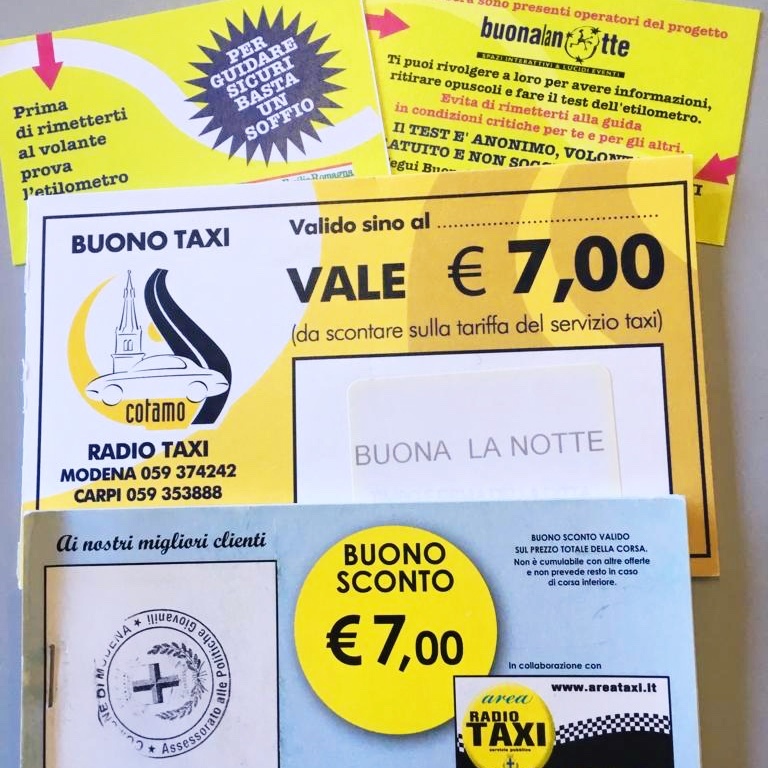 Prima
di rimetterti
al volante
prova
l'etilometro
PER
GUIDARE
SICURI
BASTA
UN
SOFFIO
sono presenti operatori del progetto
buonalanotte
SPAZI INTERATTIVI A LUCIDI EVENTI
Ti puoi rivolgere a loro per avere informazioni,
ritirare opuscoli e fare il test dell'etilometro.
Evita di rimetterti alla guida
in condizioni critiche per te e per gli altri.
Il TEST E' ANONIMO,
E NON
BUONO TAXI
cotamo
RADIO TAXI
MODENA 059 374242
CARPI 059 353888
Valido sino al ........................................
VALE € 7,00
(da scontare sulla tariffa del servizio taxi)
BUONA LA NOTTE
Ai nostri migliori clienti
COMUNE DI MODENA ★ Assessorato alle Politiche Giovanili ★
BUONO
SCONTO
€ 7,00
BUONO SCONTO VALIDO
SUL PREZZO TOTALE DELLA CORSA.
Non è cumulabile con altre offerte
e non prevede resto in caso
di corsa inferiore.
In collaborazione con
www.areataxi.it
area
RADIO
TAXI
servizio pubblico